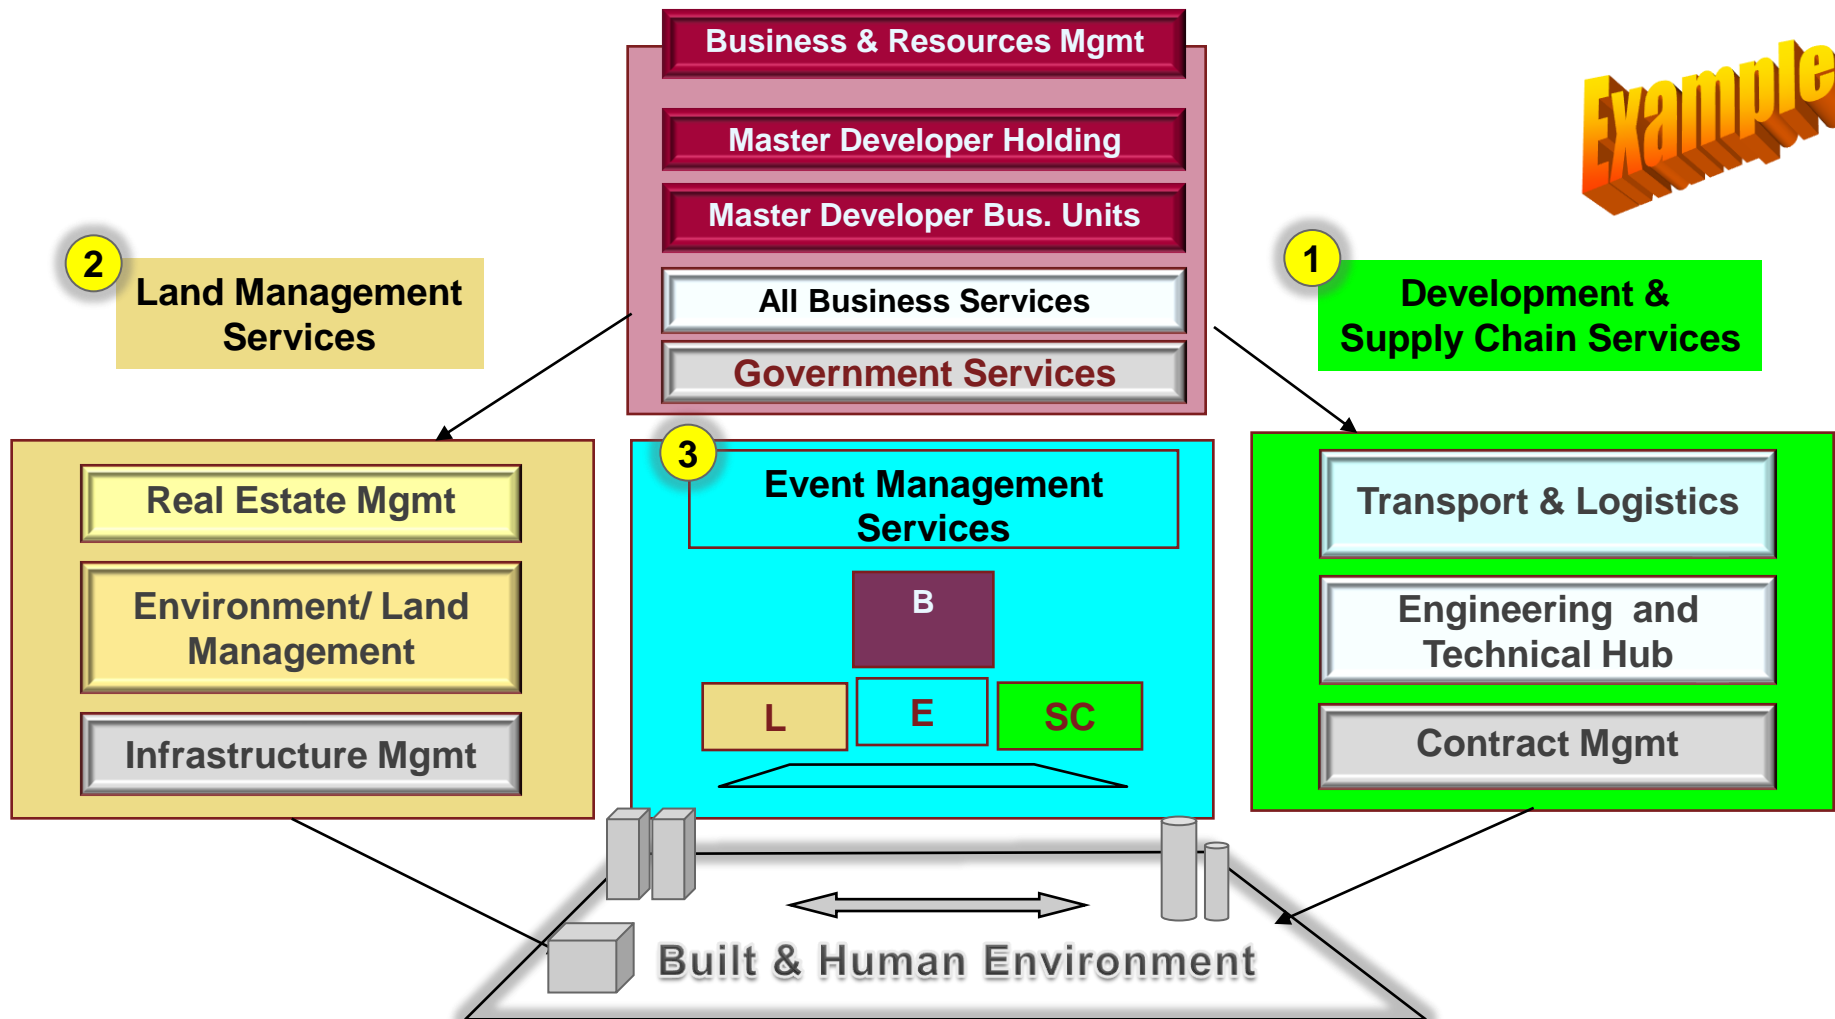 Business & Resources Mgmt
Example
Master Developer Holding
Master Developer Bus. Units
2
Land Management
Services
All Business Services
Government Services
1
Development &
Supply Chain Services
Real Estate Mgmt
Environment/ Land
Management
Infrastructure Mgmt
3
Event Management
Services
B
L
E
SC
Transport & Logistics
Engineering and
Technical Hub
Contract Mgmt
Built & Human Environment